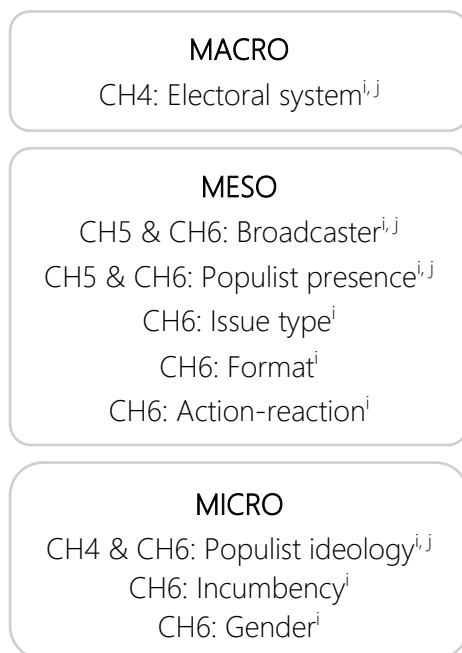 MACRO
CH4: Electoral systemⁱ,ʲ
MESO
CH5 & CH6: Broadcasterⁱ,ʲ
CH5 & CH6: Populist presenceⁱ,ʲ
CH6: Issue typeⁱ
CH6: Formatⁱ
CH6: Action-reactionⁱ
MICRO
CH4 & CH6: Populist ideologyⁱ,ʲ
CH6: Incumbencyⁱ
CH6: Genderⁱ